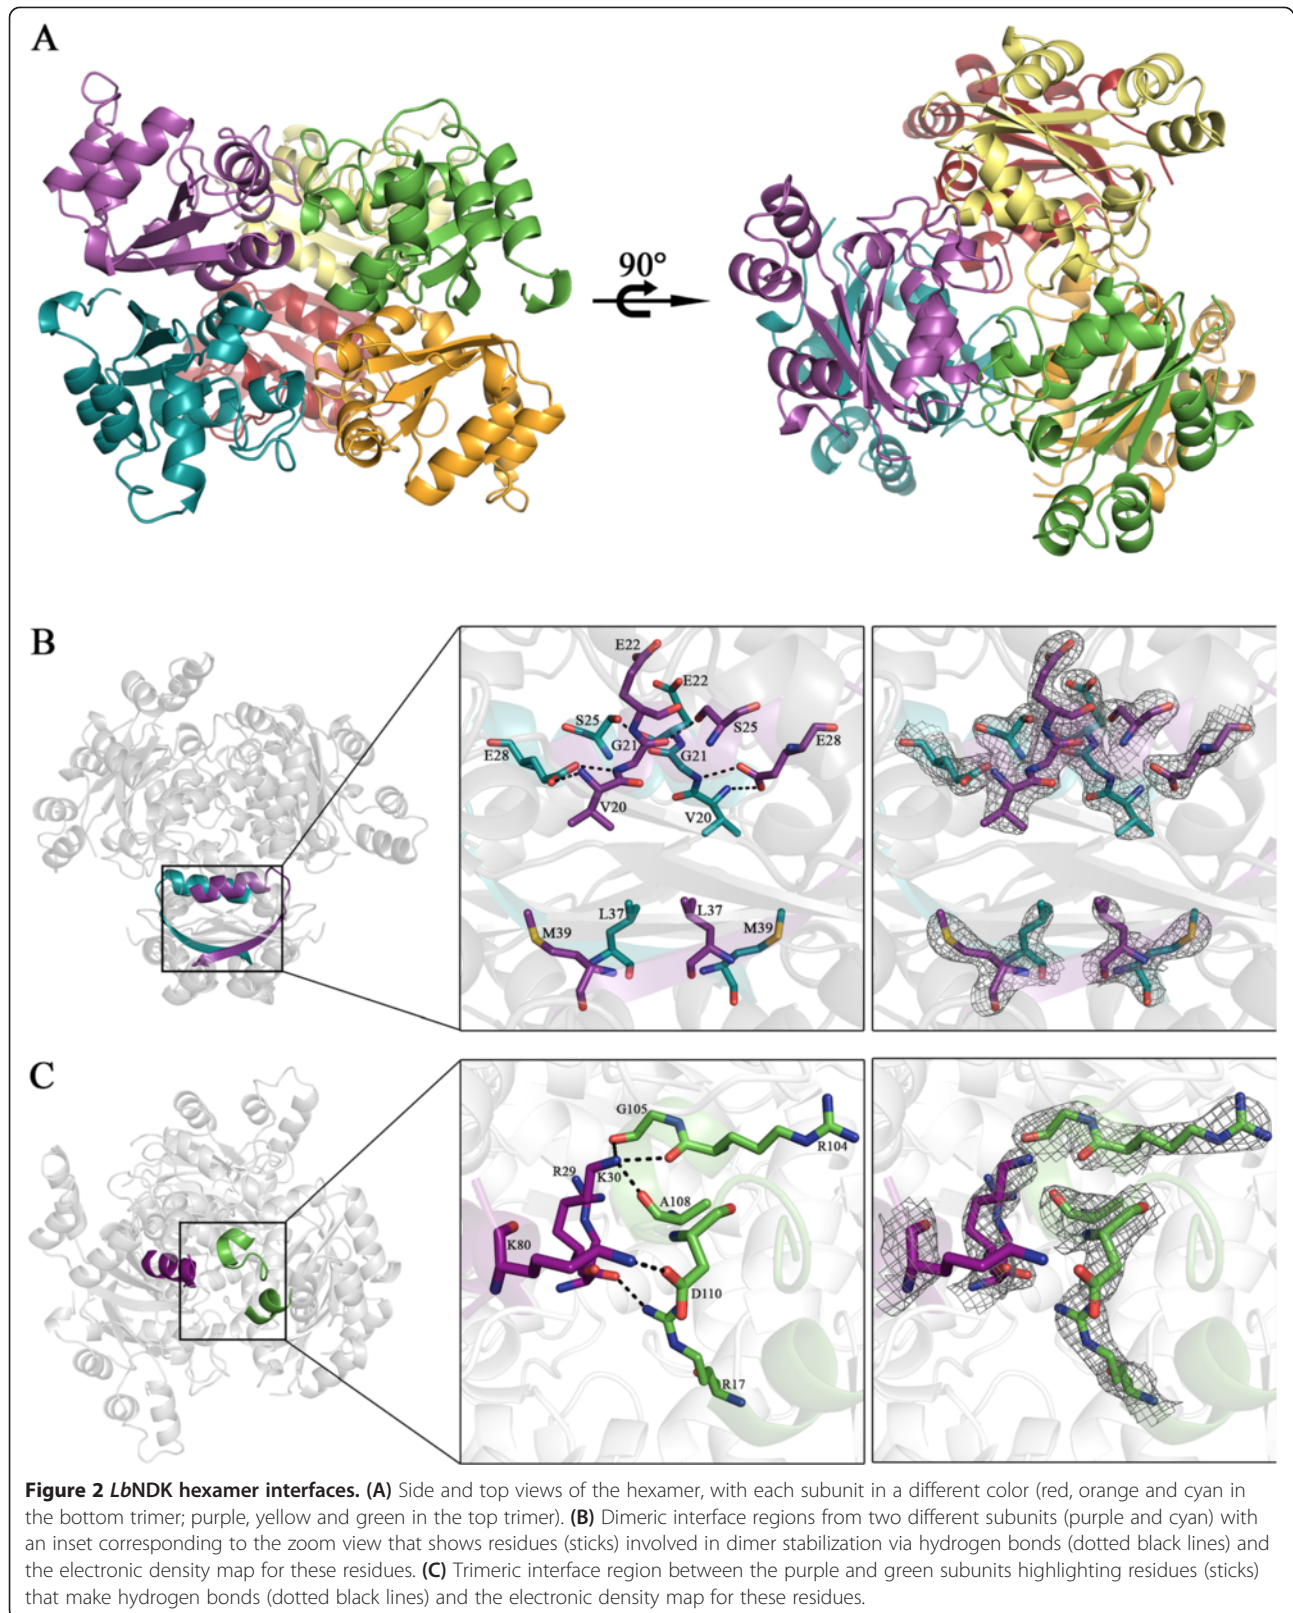 A
90°
B
E22
E22
S25
S25
G21
E28
E28
G21
V20
V20
L37
L37
M39
M39
C
G105
R104
R29
K30
A108
K80
D110
R17
Figure 2 LbNDK hexamer interfaces. (A) Side and top views of the hexamer, with each subunit in a different color (red, orange and cyan in
the bottom trimer; purple, yellow and green in the top trimer). (B) Dimeric interface regions from two different subunits (purple and cyan) with
an inset corresponding to the zoom view that shows residues (sticks) involved in dimer stabilization via hydrogen bonds (dotted black lines) and
the electronic density map for these residues. (C) Trimeric interface region between the purple and green subunits highlighting residues (sticks)
that make hydrogen bonds (dotted black lines) and the electronic density map for these residues.